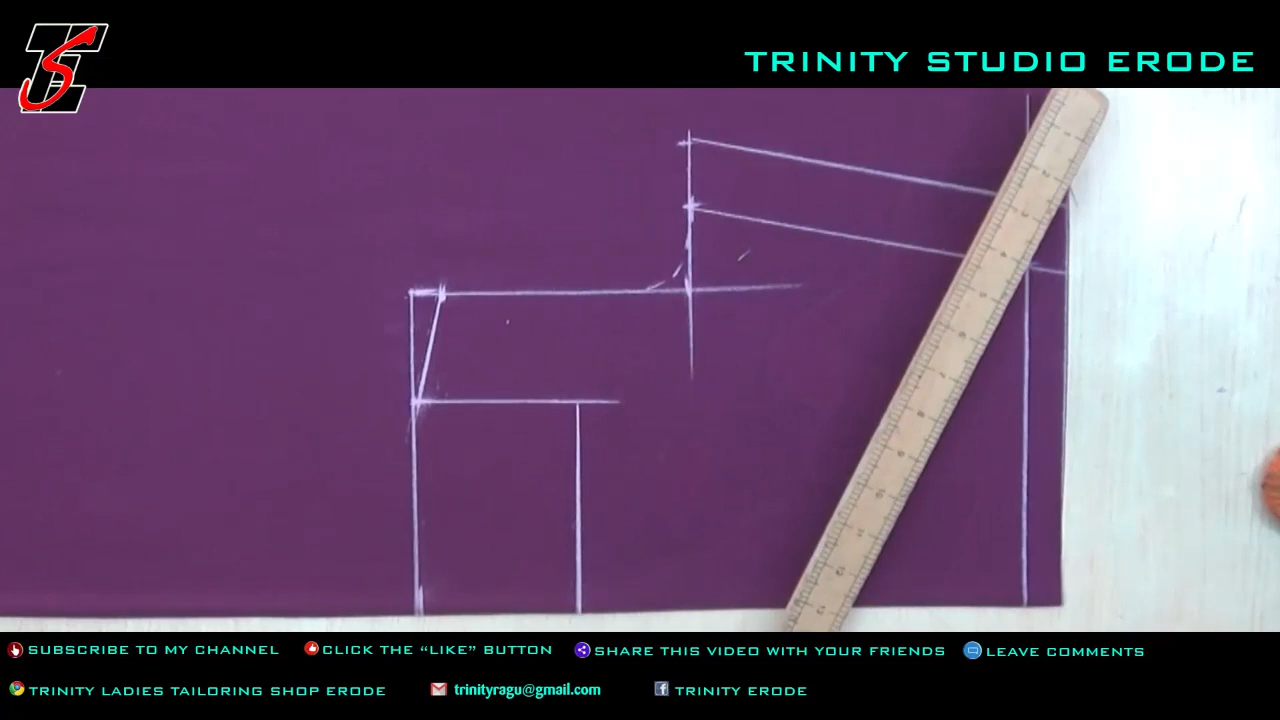 TRINITY STUDIO ERODE
SUBSCRIBE TO MY CHANNEL
CLICK THE “LIKE” BUTTON
SHARE THIS VIDEO WITH YOUR FRIENDS
LEAVE COMMENTS
TRINITY LADIES TAILORING SHOP ERODE
trinityragu@gmail.com
TRINITY ERODE